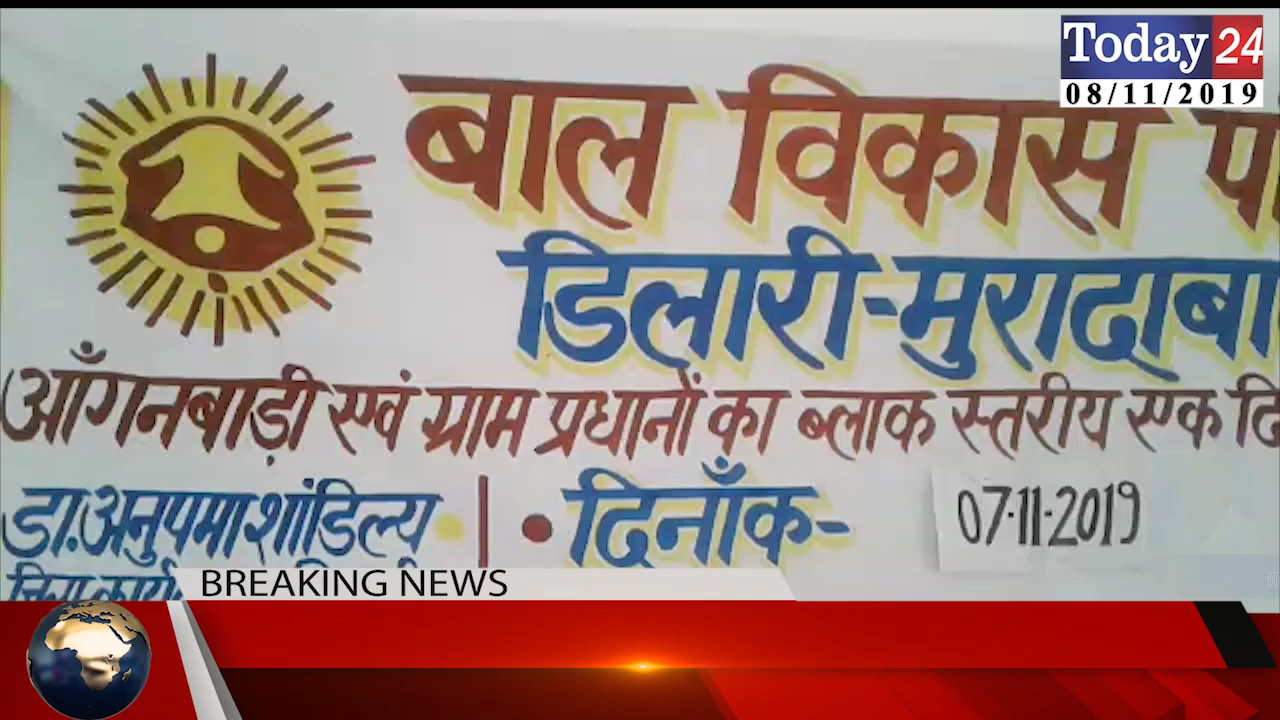 Today 24
08/11/2019
बाल विकास
डिलारी-मुरादाबा
आँगनबाड़ी एवं ग्राम प्रधानों का ब्लाक स्तरीय एक
डा. अनुपमा शांडिल्य
दिनाँक-
07-11-2019
BREAKING NEWS